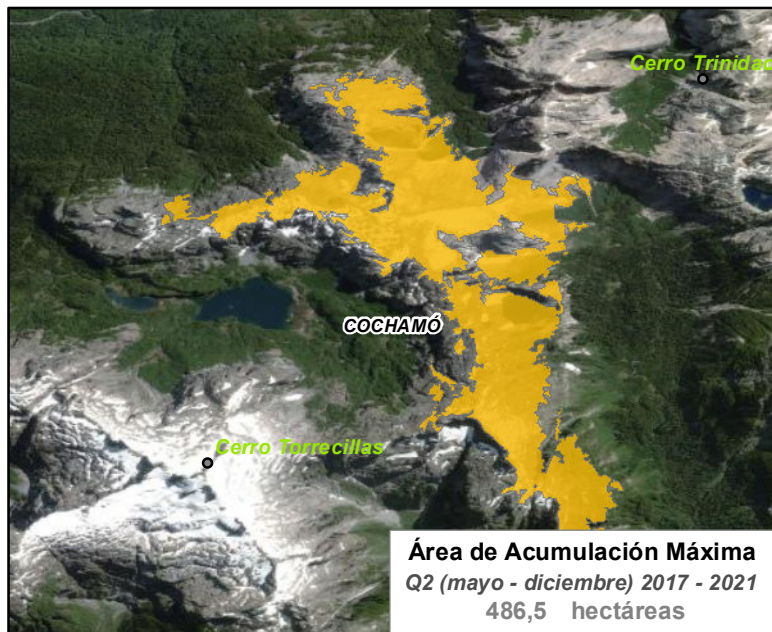 Cerro Trinidad
COCHAMÓ
Cerro Torrecillas
Área de Acumulación Máxima
Q2 (mayo - diciembre) 2017 - 2021
486,5 hectáreas